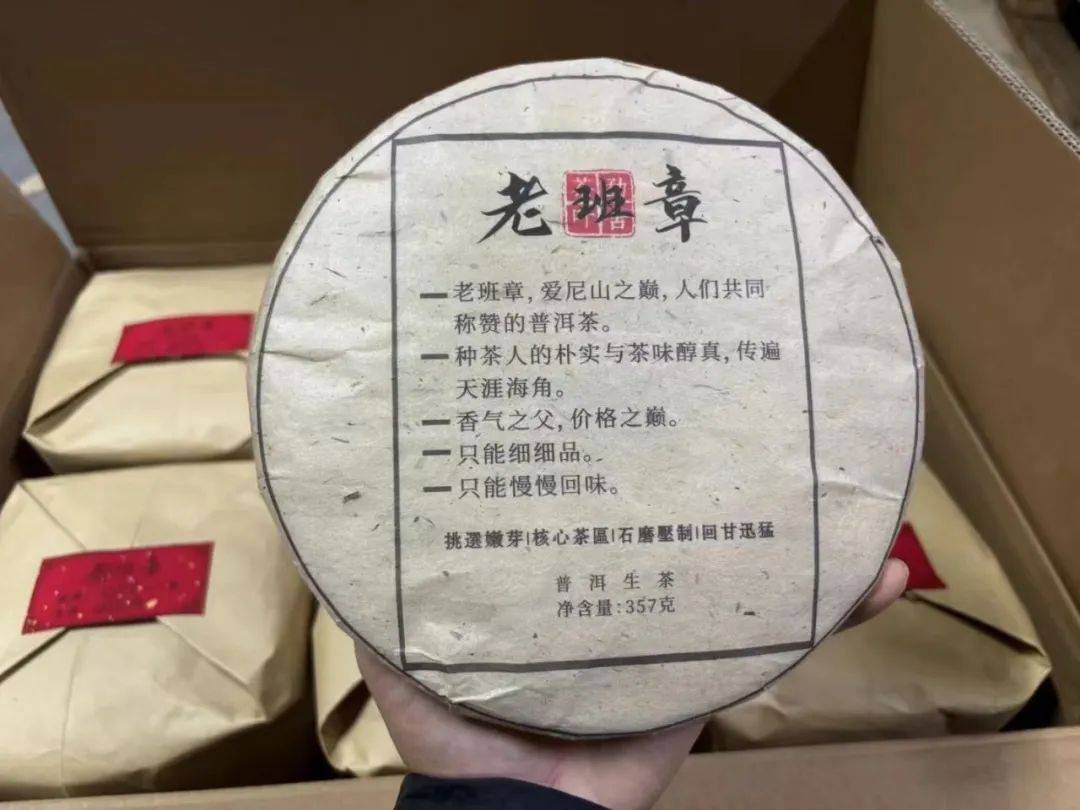 老班章
老班章，爱尼山之巅，人们共同
称赞的普洱茶。
种茶人的朴实与茶味醇真，传遍
天涯海角。
香气之父，价格之巅。
只能细细品。
只能慢慢回味。
挑選嫩芽|核心茶區|石磨壓制|回甘迅猛
普洱生茶
净含量：357克